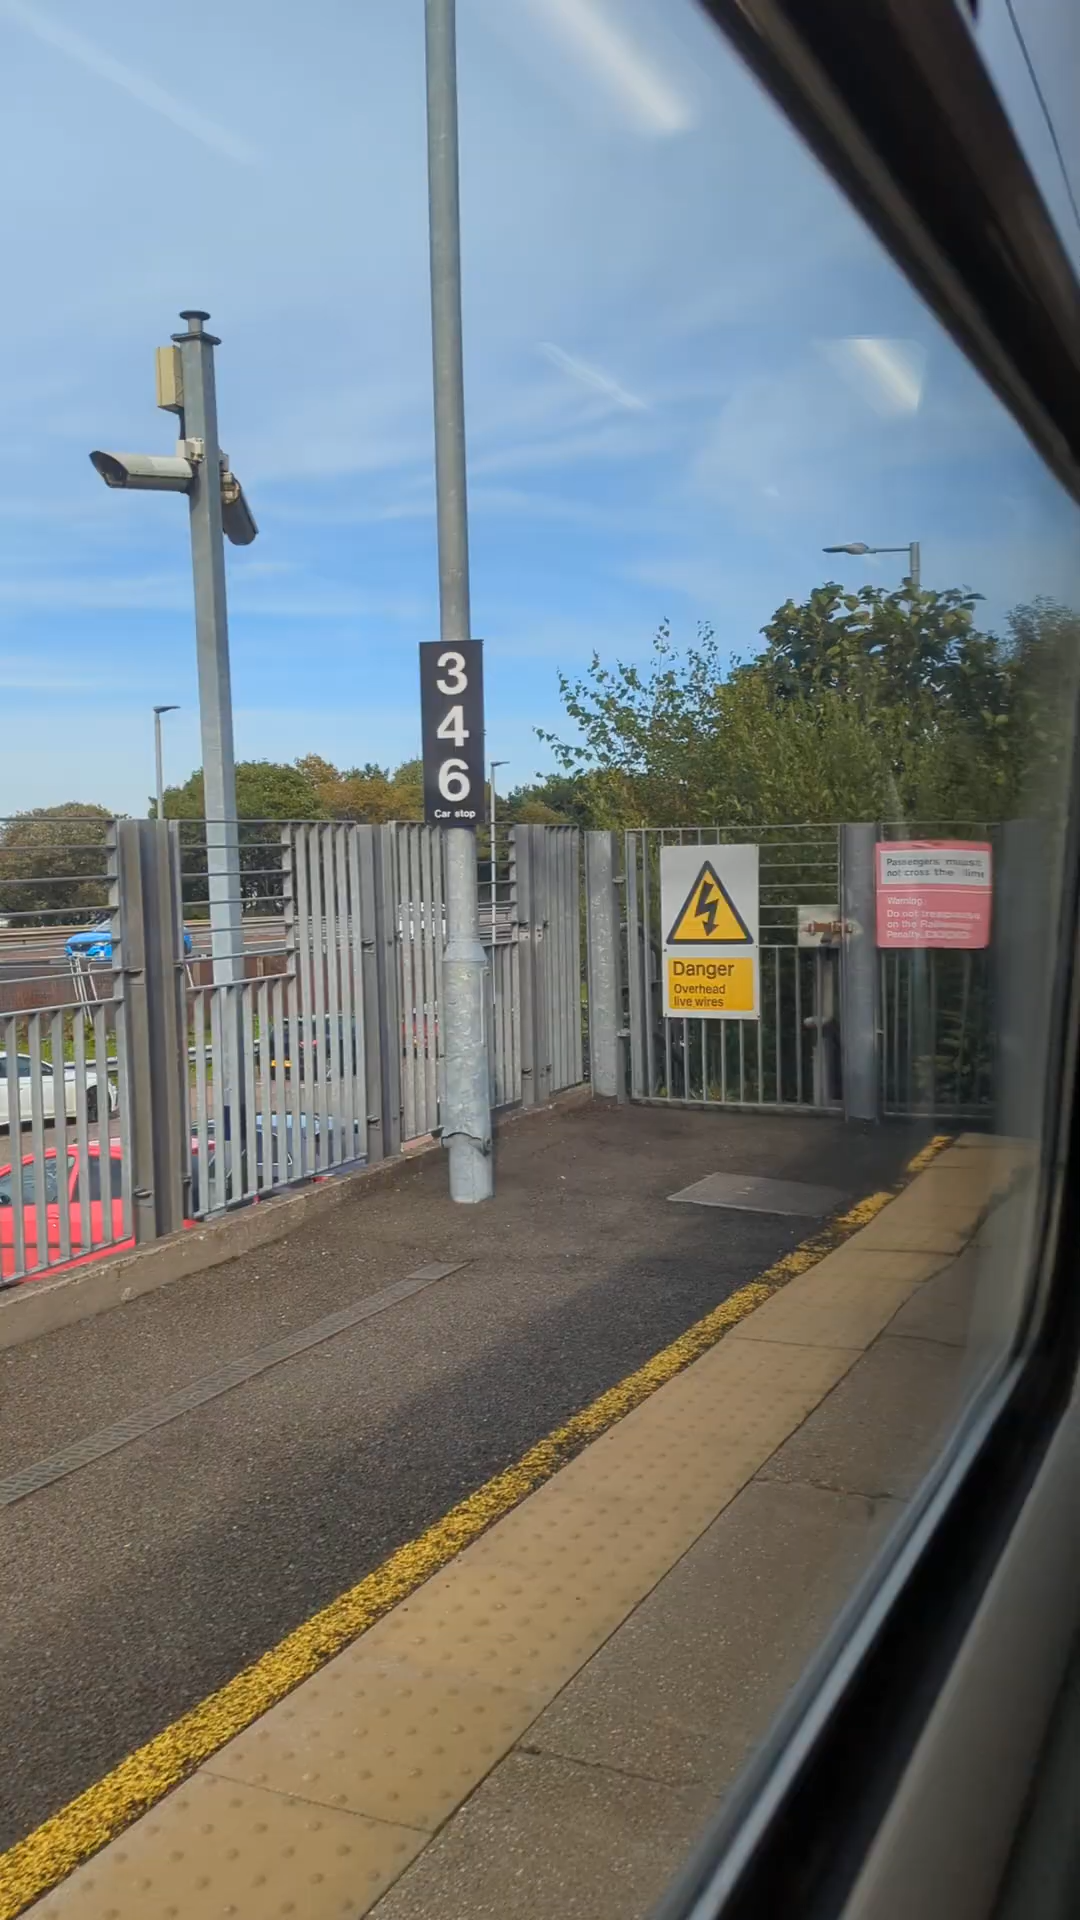 3
4
6
Car stop
Danger
Overhead
live wires
Passengers must
not cross the line
Warning
Do not trespass
on the Railway
Penalty